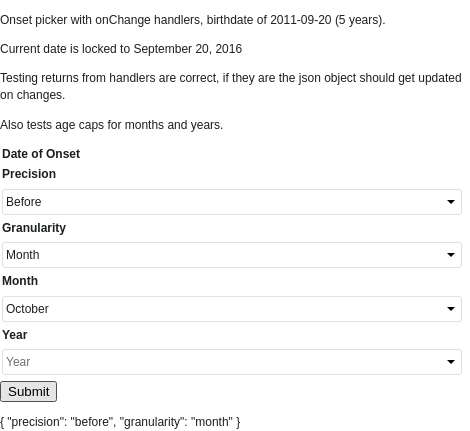 Onset picker with onChange handlers, birthdate of 2011-09-20 (5 years).
Current date is locked to September 20, 2016
Testing returns from handlers are correct, if they are the json object should get updated
on changes.
Also tests age caps for months and years.
Date of Onset
Precision
Before
Granularity
Month
Month
October
Year
Year
Submit
{ "precision": "before", "granularity": "month" }